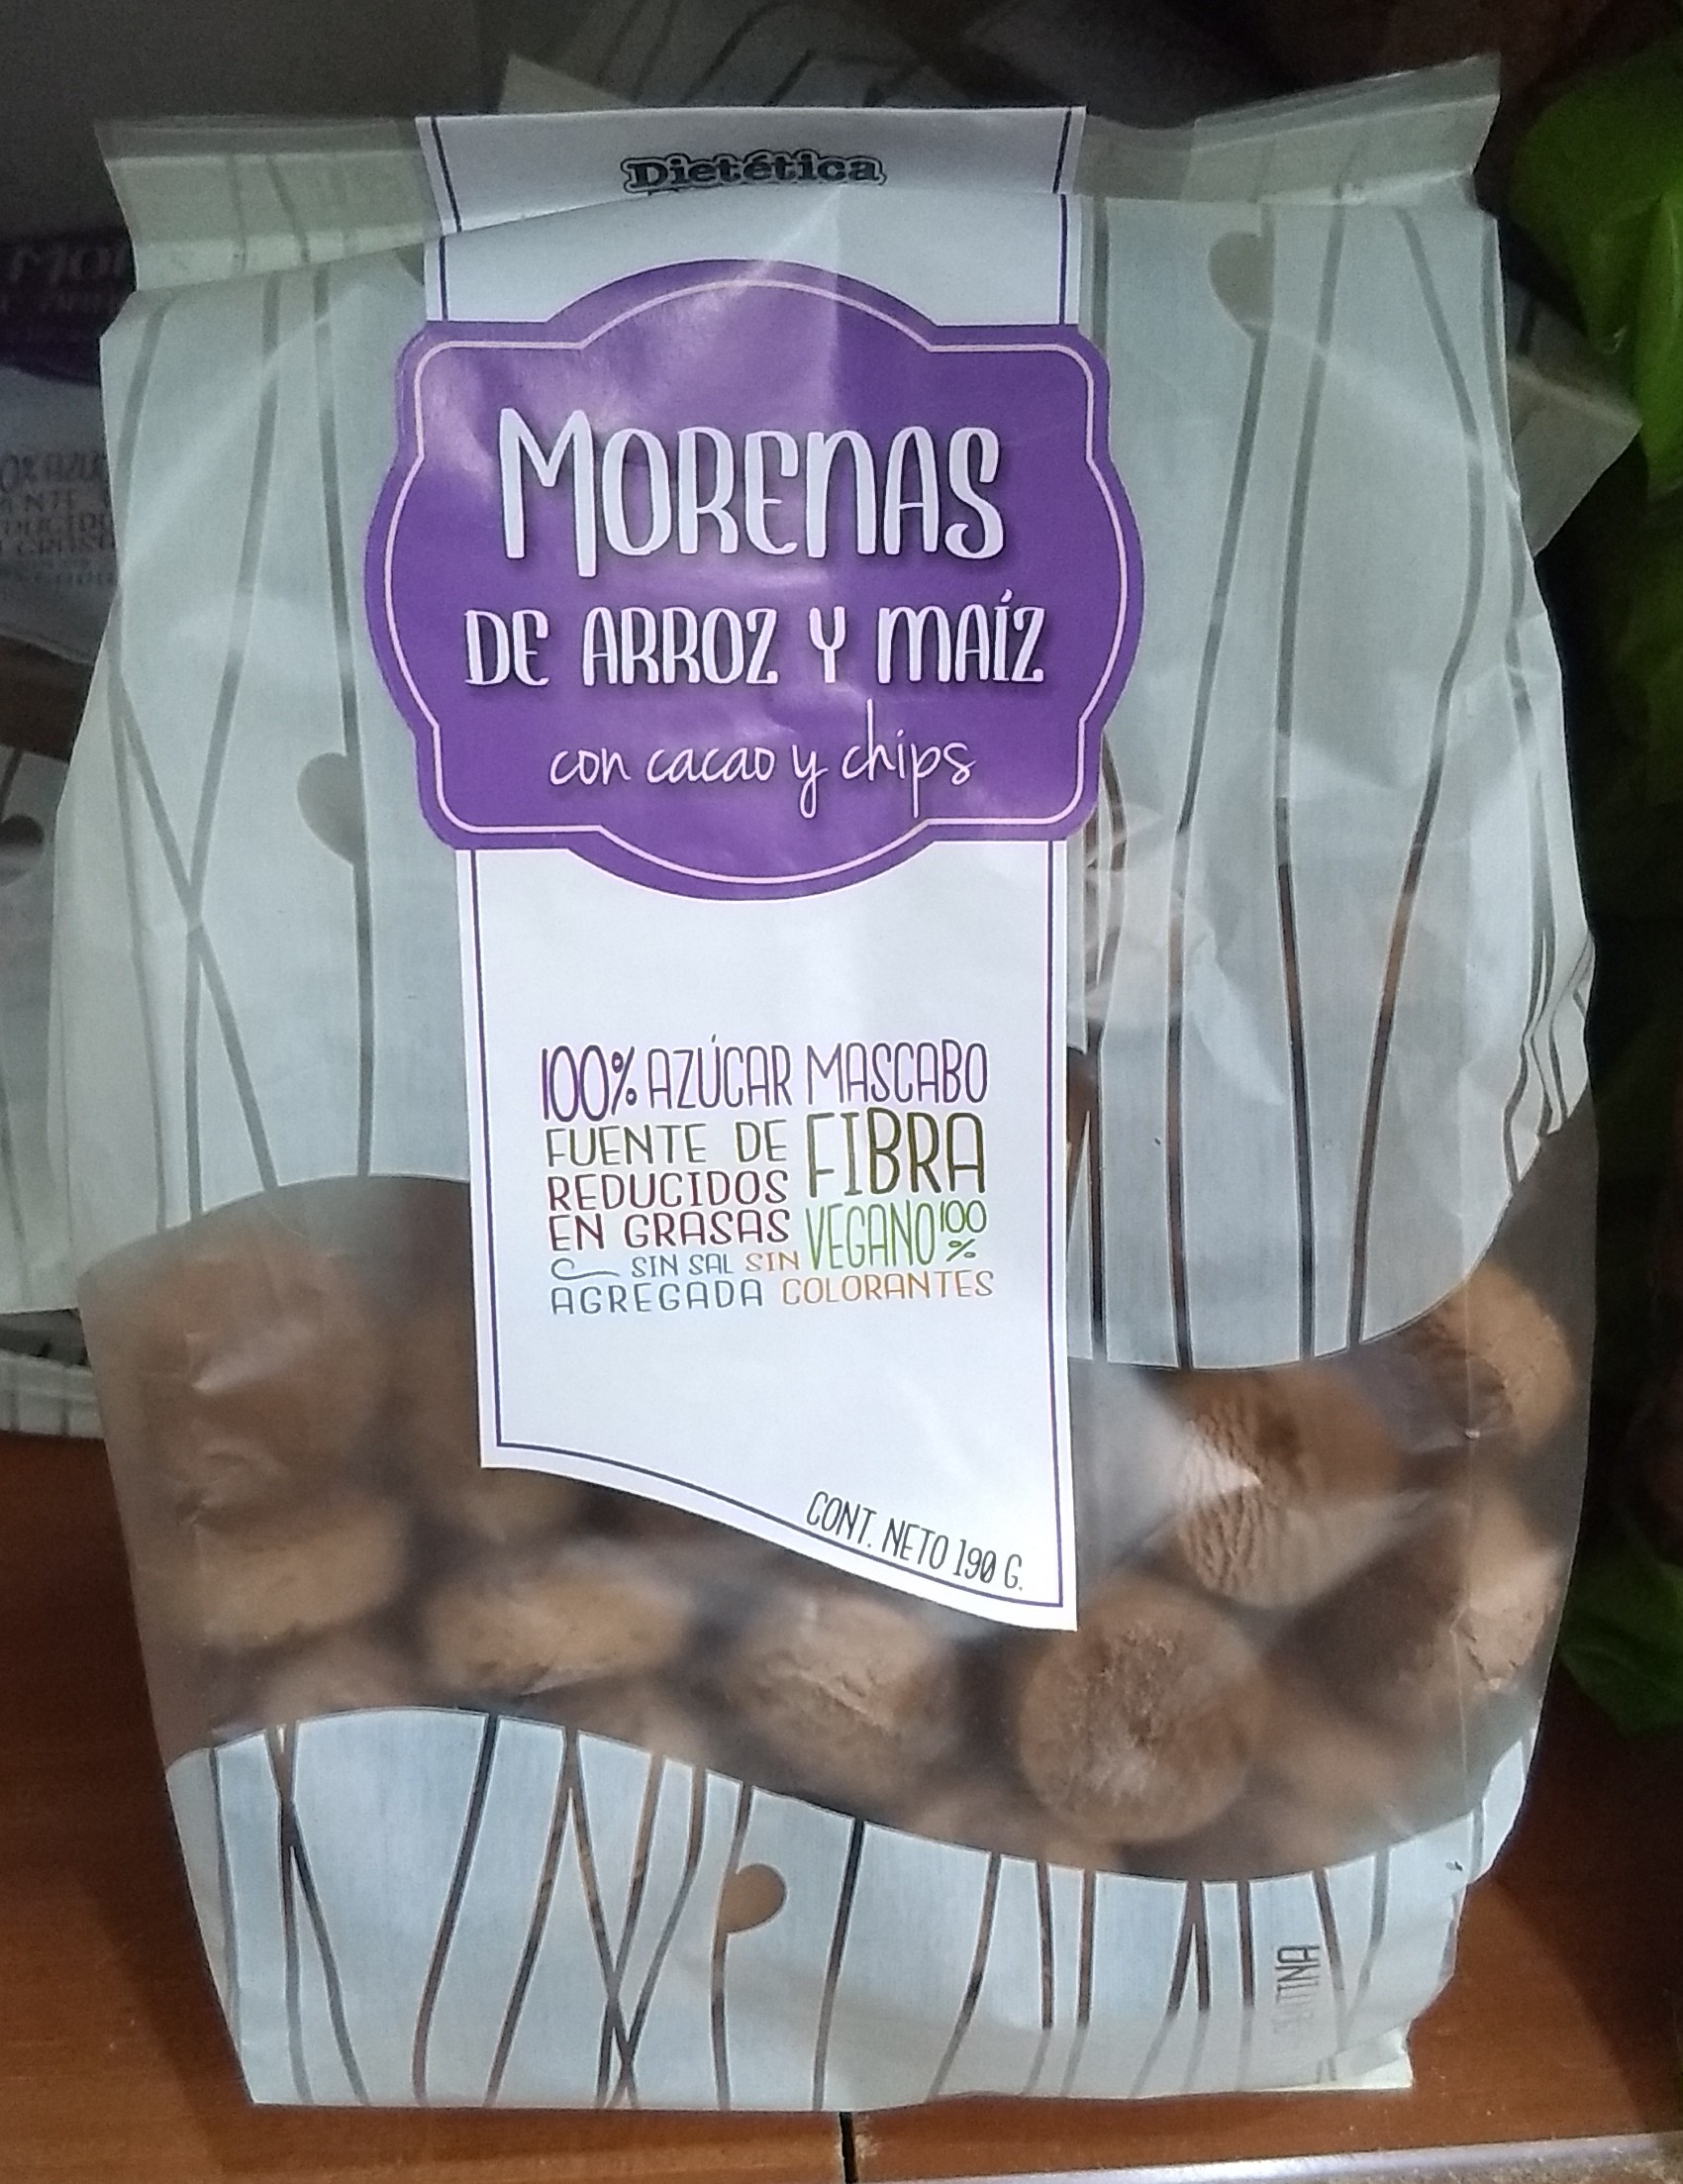 Dietética
MORENAS
DE ARROZ Y MAÍZ
con cacao y chips
100% AZÚCAR MASCABO
FUENTE DE FIBRA
REDUCIDOS
EN GRASAS VEGANO 100%
SIN SAL SIN
AGREGADA COLORANTES
CONT. NETO 190 G.